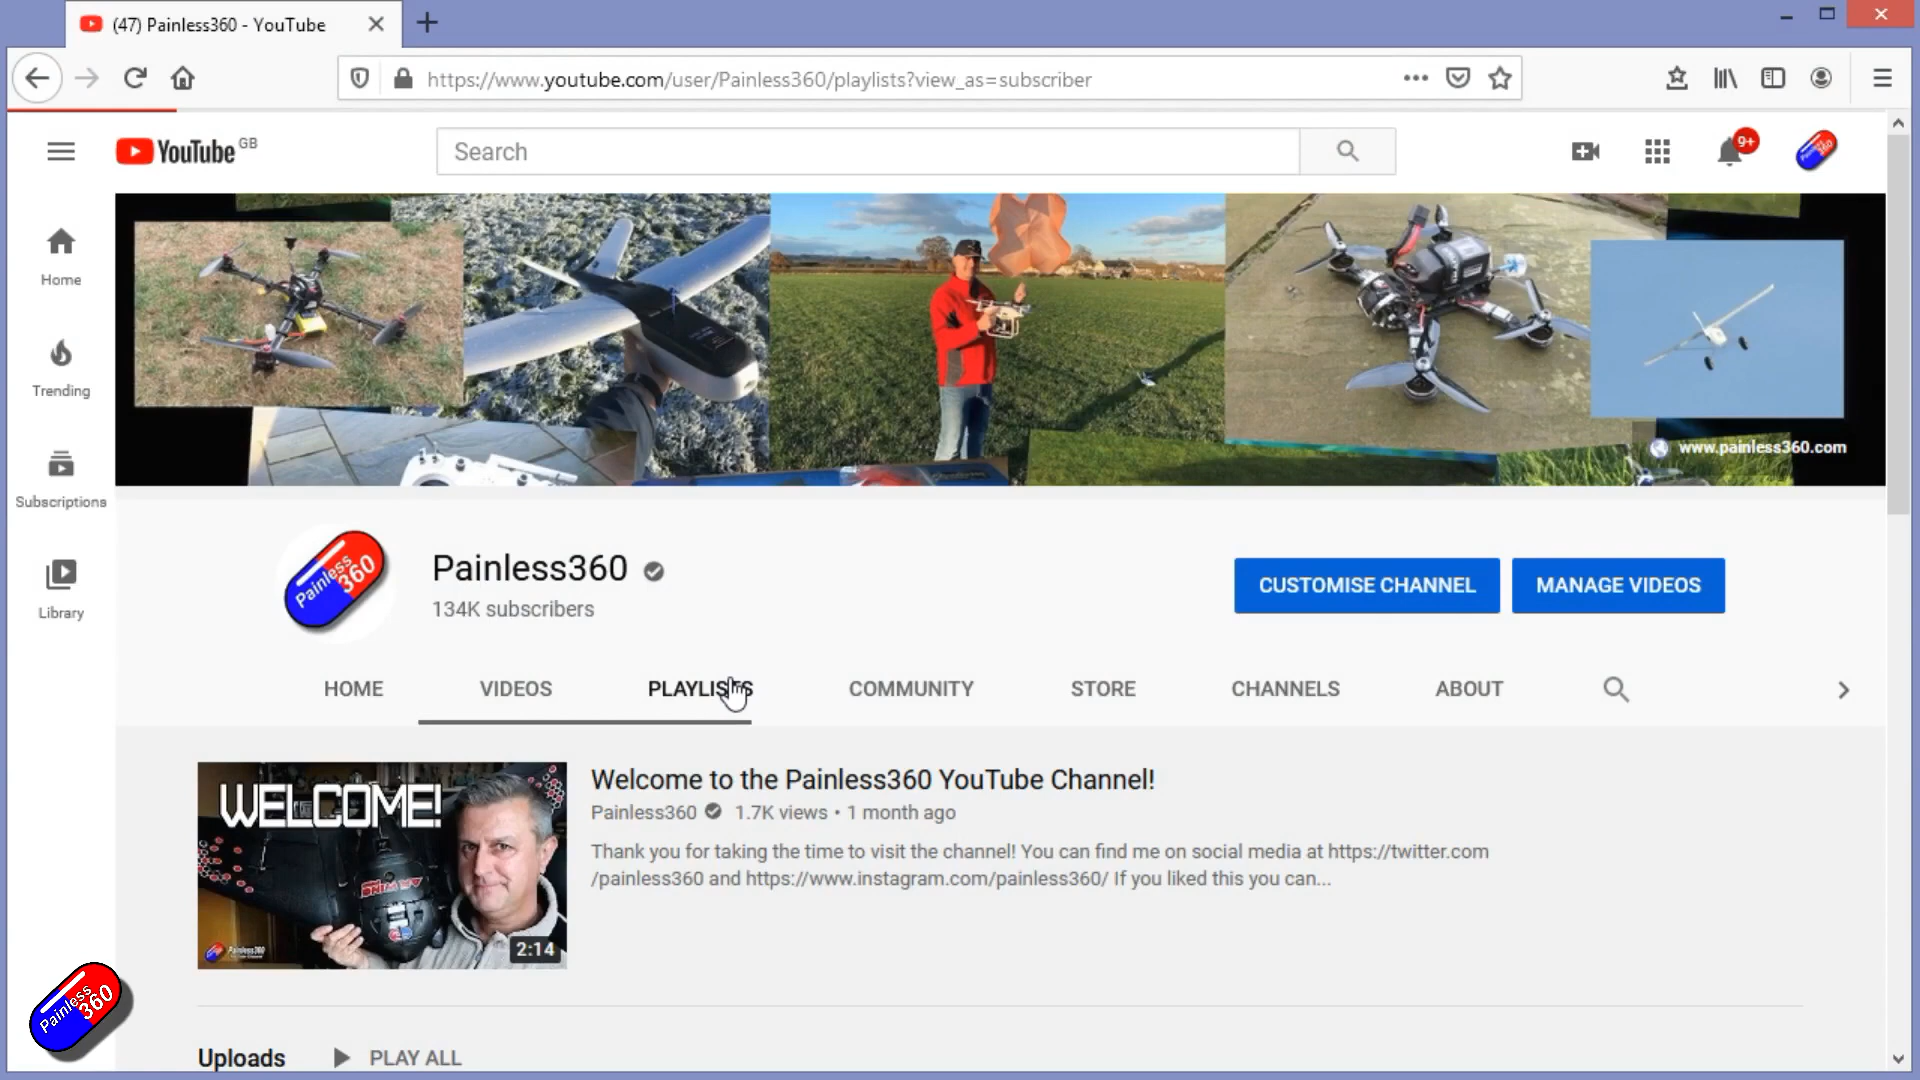 (47) Painless360 - YouTube
https://www.youtube.com/user/Painless360/playlists?view_as=subscriber
YouTube GB
Search
9+
Home
Trending
Subscriptions
Library
www.painless360.com
Painless360
Painless360
134K subscribers
CUSTOMISE CHANNEL
MANAGE VIDEOS
HOME
VIDEOS
PLAYLISTS
COMMUNITY
STORE
CHANNELS
ABOUT
WELCOME!
AR WING
Painless360
2:14
Welcome to the Painless360 YouTube Channel!
Painless360 1.7K views • 1 month ago
Thank you for taking the time to visit the channel! You can find me on social media at https://twitter.com
/painless360 and https://www.instagram.com/painless360/ If you liked this you can...
Painless360
Uploads
PLAY ALL